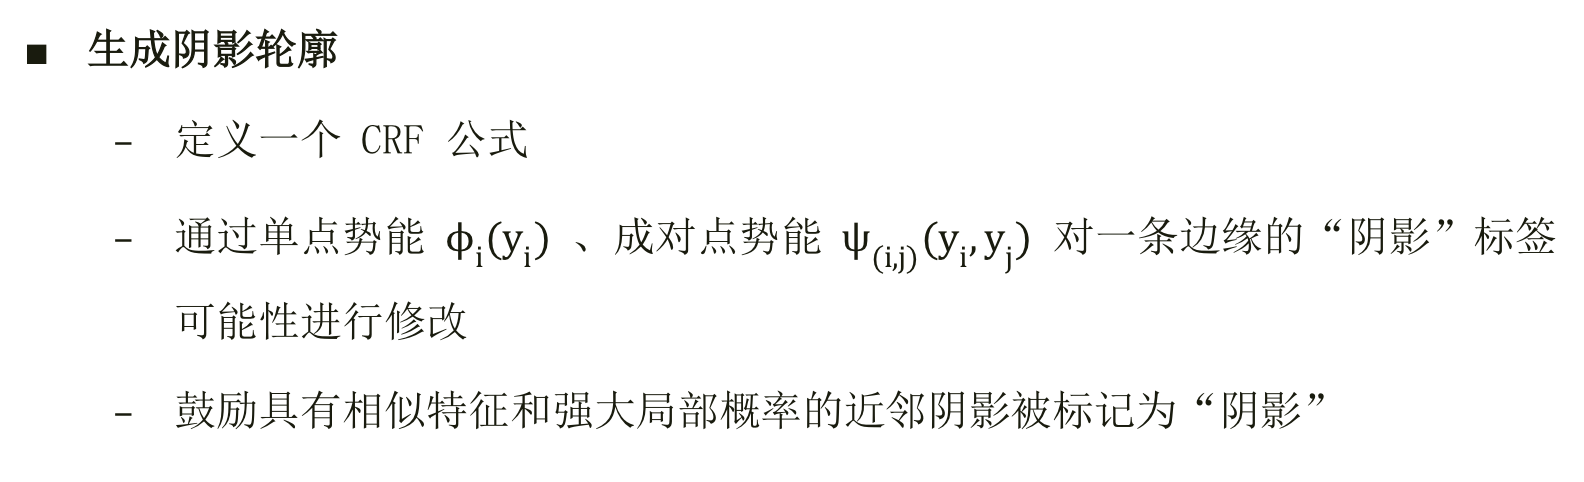 ■ 生成阴影轮廓
– 定义一个 CRF 公式
– 通过单点势能 ϕᵢ(yᵢ) 、成对点势能 ψ₍ᵢ,ⱼ₎(yᵢ,yⱼ) 对一条边缘的“阴影”标签
可能性进行修改
– 鼓励具有相似特征和强大局部概率的近邻阴影被标记为“阴影”